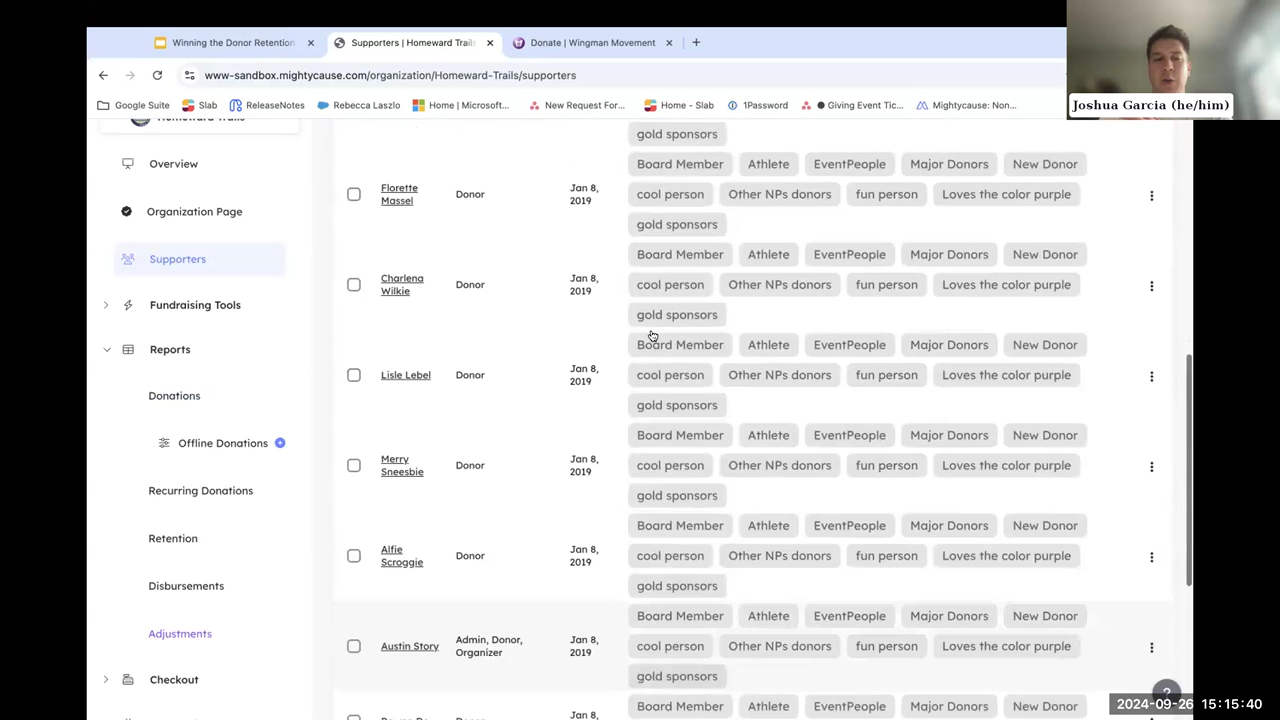 Winning the Donor Retention
Supporters | Homeward Trails
Donate | Wingman Movement
www-sandbox.mightycause.com/organization/Homeward-Trails/supporters
Google Suite
Slab
ReleaseNotes
Rebecca Laszlo
Home | Microsoft...
New Request For...
Home - Slab
1Password
Giving Event Tic...
Mightycause: Non...
Joshua Garcia (he/him)
Homeward Trails
Overview
Organization Page
Supporters
Fundraising Tools
Reports
Donations
Offline Donations
Recurring Donations
Retention
Disbursements
Adjustments
Checkout
gold sponsors
Board Member Athlete EventPeople Major Donors New Donor
Florette Massel Donor Jan 8, 2019 cool person Other NPs donors fun person Loves the color purple
gold sponsors
Board Member Athlete EventPeople Major Donors New Donor
Charlena Wilkie Donor Jan 8, 2019 cool person Other NPs donors fun person Loves the color purple
gold sponsors
Board Member Athlete EventPeople Major Donors New Donor
Lisle Lebel Donor Jan 8, 2019 cool person Other NPs donors fun person Loves the color purple
gold sponsors
Board Member Athlete EventPeople Major Donors New Donor
Merry Sneesbie Donor Jan 8, 2019 cool person Other NPs donors fun person Loves the color purple
gold sponsors
Board Member Athlete EventPeople Major Donors New Donor
Alfie Scroggie Donor Jan 8, 2019 cool person Other NPs donors fun person Loves the color purple
gold sponsors
Board Member Athlete EventPeople Major Donors New Donor
Austin Story Admin, Donor, Organizer Jan 8, 2019 cool person Other NPs donors fun person Loves the color purple
gold sponsors
Board Member Athlete EventPeople Major Donors New Donor
?
2024-09-26 15:15:40